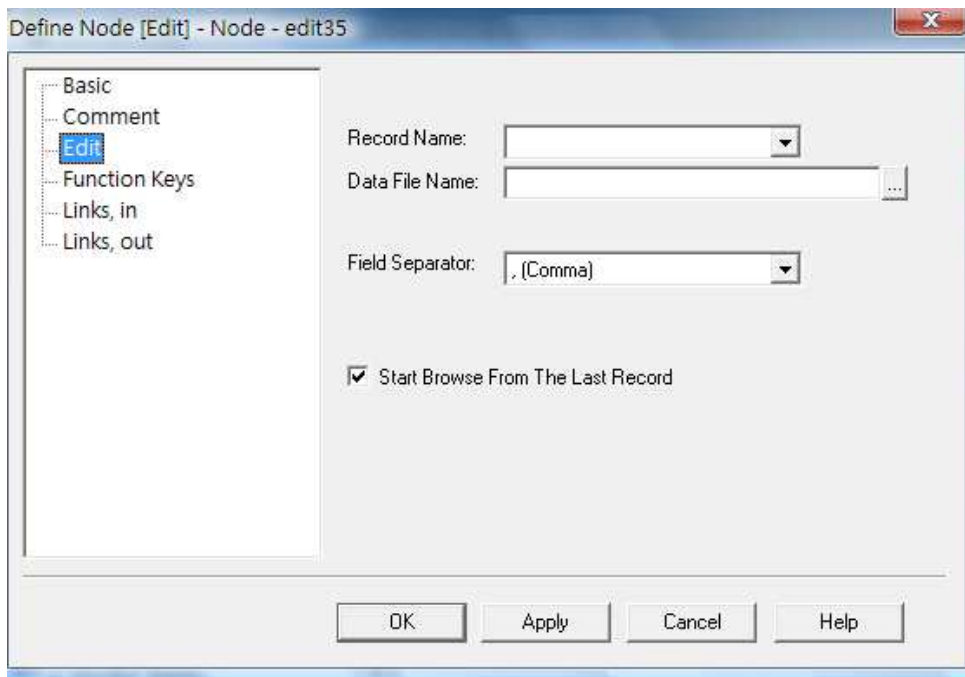 Define Node [Edit] - Node - edit35
Basic
Comment
Edit
Function Keys
Links, in
Links, out
Record Name:
Data File Name:
...
Field Separator:
, (Comma)
Start Browse From The Last Record
OK
Apply
Cancel
Help